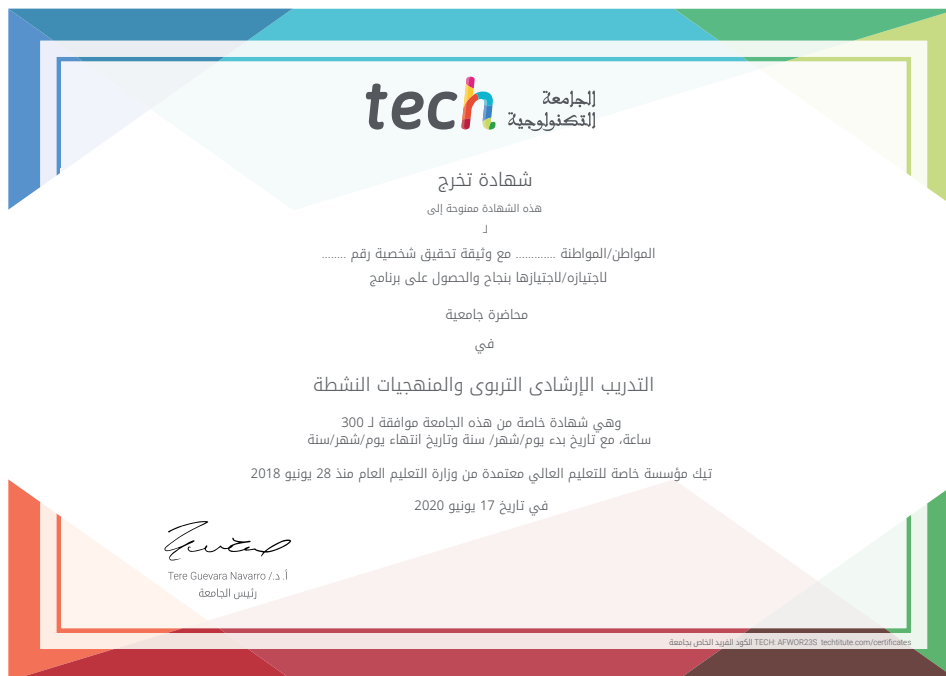 tech الجامعة
التكنولوجية
شهادة تخرج
هذه الشهادة ممنوحة إلى
لـ
المواطن/المواطنة ............ مع وثيقة تحقيق شخصية رقم ........
لاجتيازه/لاجتيازها بنجاح والحصول على برنامج
محاضرة جامعية
في
التدريب الإرشادى التربوى والمنهجيات النشطة
وهي شهادة خاصة من هذه الجامعة موافقة لـ 300
ساعة، مع تاريخ بدء يوم/شهر/ سنة وتاريخ انتهاء يوم/شهر/سنة
تيك مؤسسة خاصة للتعليم العالي معتمدة من وزارة التعليم العام منذ 28 يونيو 2018
في تاريخ 17 يونيو 2020
أ. د./ Tere Guevara Navarro
رئيس الجامعة
الكود الفريد الخاص بجامعة TECH: AFWOR23S techtitute.com/certificates